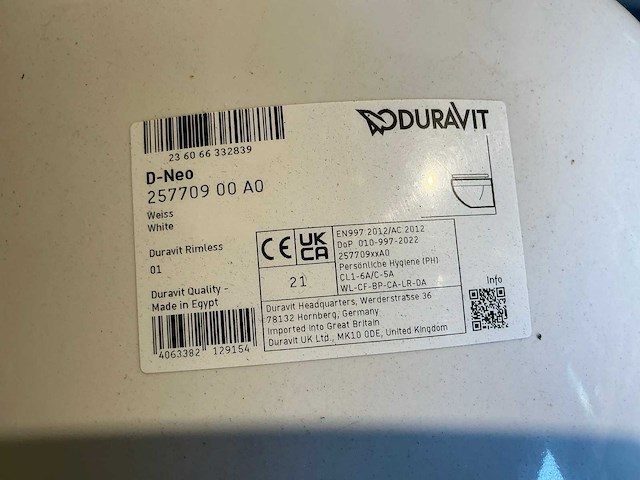 DURAVIT
23 60 66 332839
D-Neo
257709 00 A0
Weiss
White
Duravit Rimless
01
Duravit Quality -
Made in Egypt
4063382 129154
CE UK CA
21
EN997:2012/AC:2012
DoP 010-997-2022
257709xxA0
Persönliche Hygiene (PH)
CL1-6A/C-5A
WL-CF-BP-CA-LR-DA
Duravit Headquarters, Werderstrasse 36
78132 Hornberg, Germany
Imported Into Great Britain
Duravit UK Ltd., MK10 0DE, United Kingdom
Info